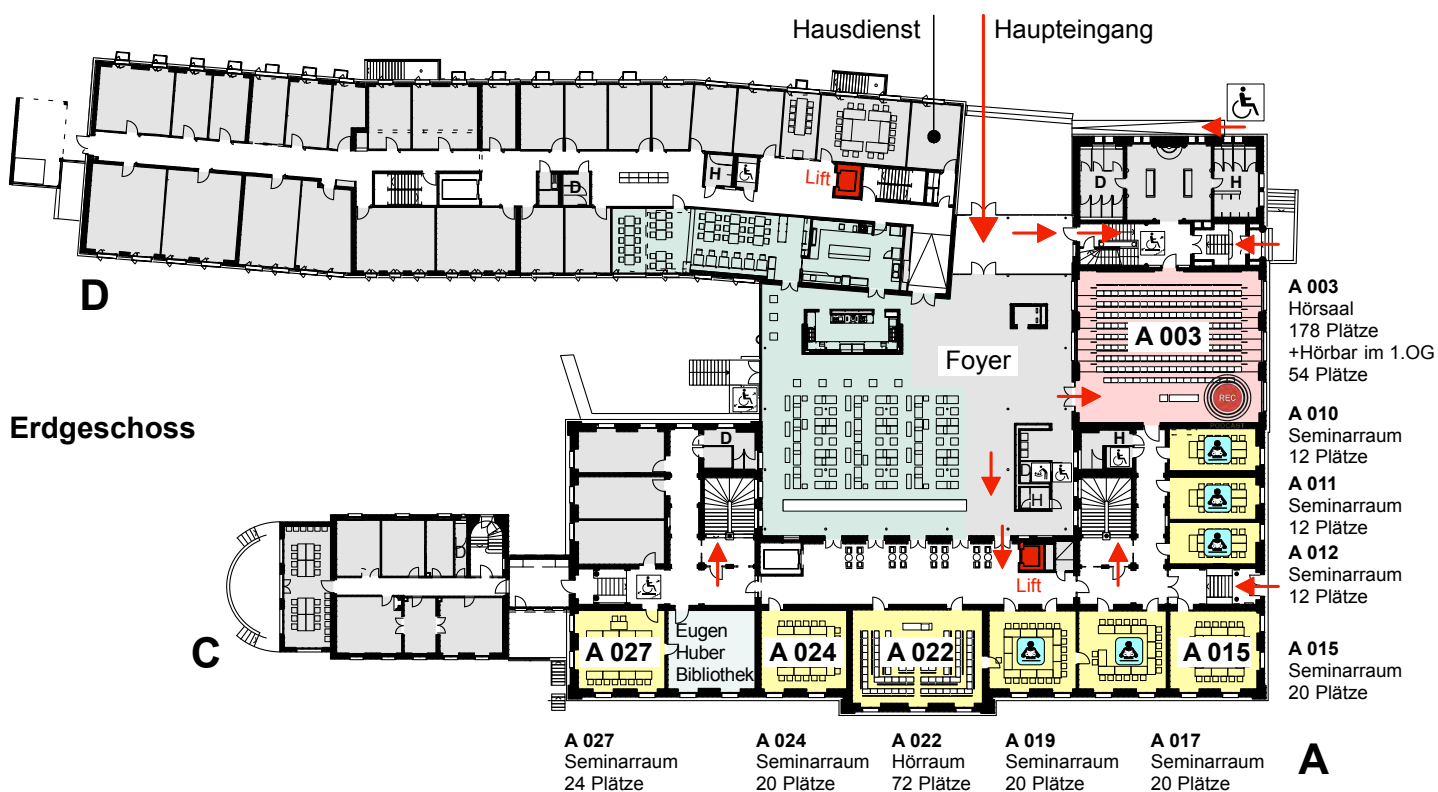 Hausdienst
Haupteingang
D
H
H
D
Lift
D
A 003
Hörsaal
178 Plätze
+Hörbar im 1.OG
54 Plätze
A 003
Foyer
REC
PODCAST
Erdgeschoss
A 010
Seminarraum
12 Plätze
D
H
D
H
A 011
Seminarraum
12 Plätze
A 012
Seminarraum
12 Plätze
Lift
C
A 027
Eugen
Huber
Bibliothek
A 024
A 022
A 015
A 015
Seminarraum
20 Plätze
A 027
Seminarraum
24 Plätze
A 024
Seminarraum
20 Plätze
A 022
Hörraum
72 Plätze
A 019
Seminarraum
20 Plätze
A 017
Seminarraum
20 Plätze
A